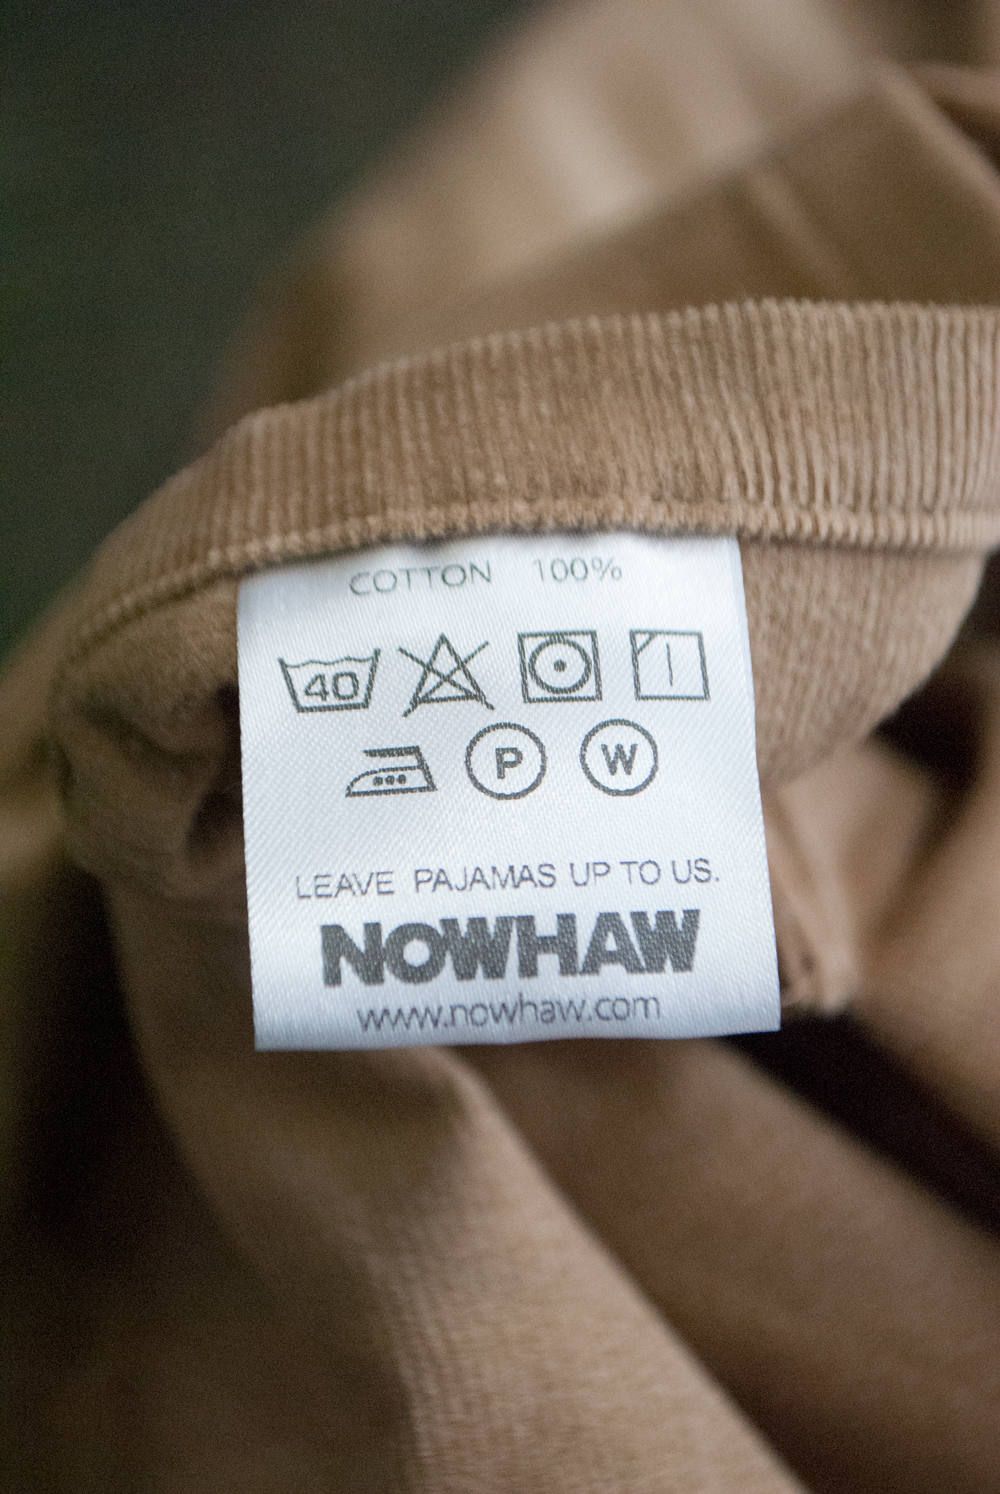 COTTON 100%
40
P W
LEAVE PAJAMAS UP TO US.
NOWHAW
www.nowhaw.com